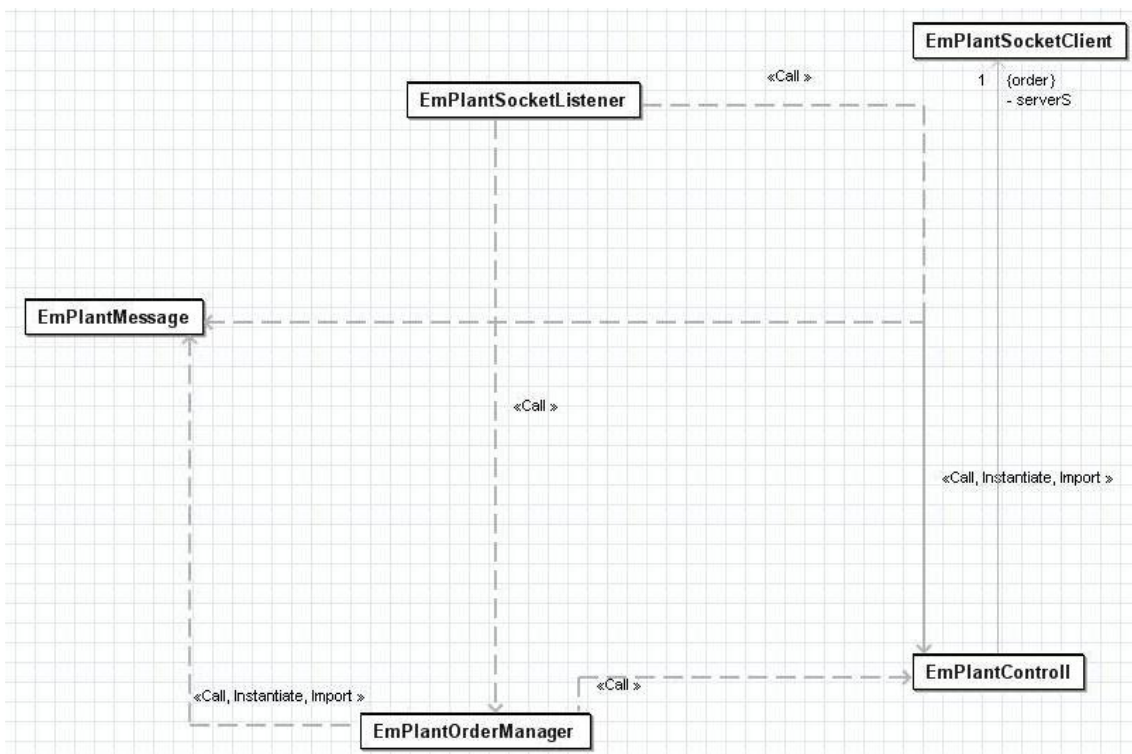 EmPlantSocketClient
«Call »
1 {order}
- serverS
EmPlantSocketListener
EmPlantMessage
«Call »
«Call, Instantiate, Import »
EmPlantControll
«Call, Instantiate, Import »
«Call »
EmPlantOrderManager